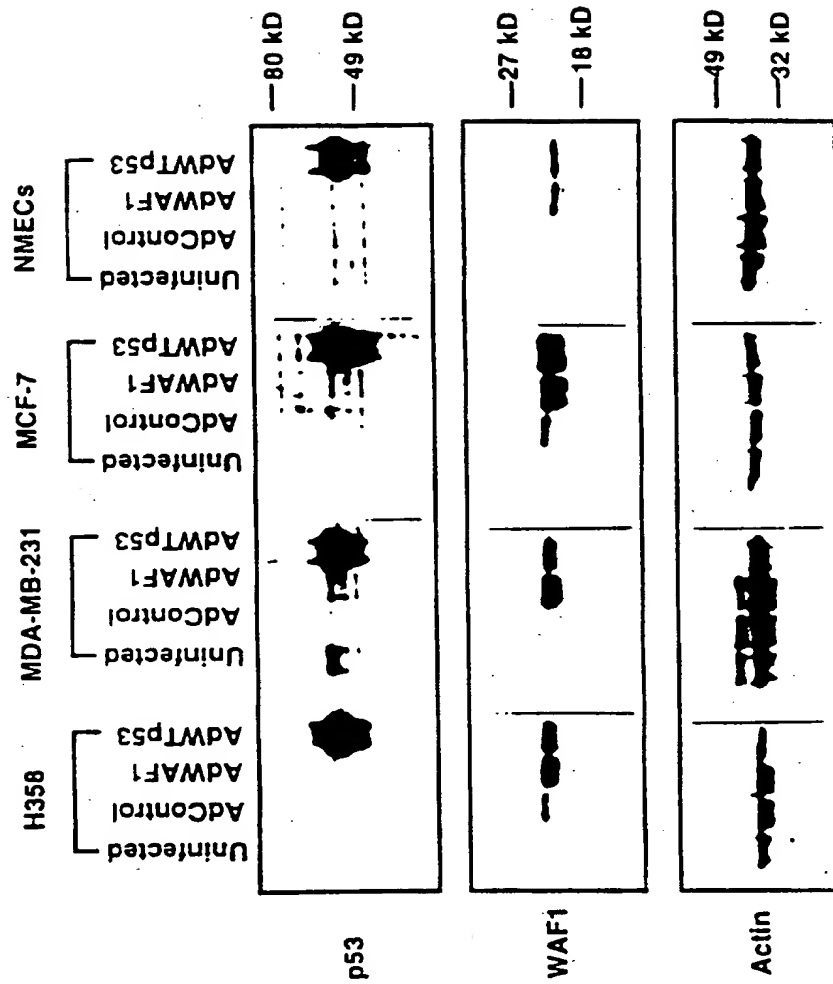 H358
MDA-MB-231
MCF-7
NMECs
Uninfected
AdControl
AdWAF1
AdWTp53
Uninfected
AdControl
AdWAF1
AdWTp53
Uninfected
AdControl
AdWAF1
AdWTp53
Uninfected
AdControl
AdWAF1
AdWTp53
p53
—80 kD
—49 kD
WAF1
—27 kD
—18 kD
Actin
—49 kD
—32 kD